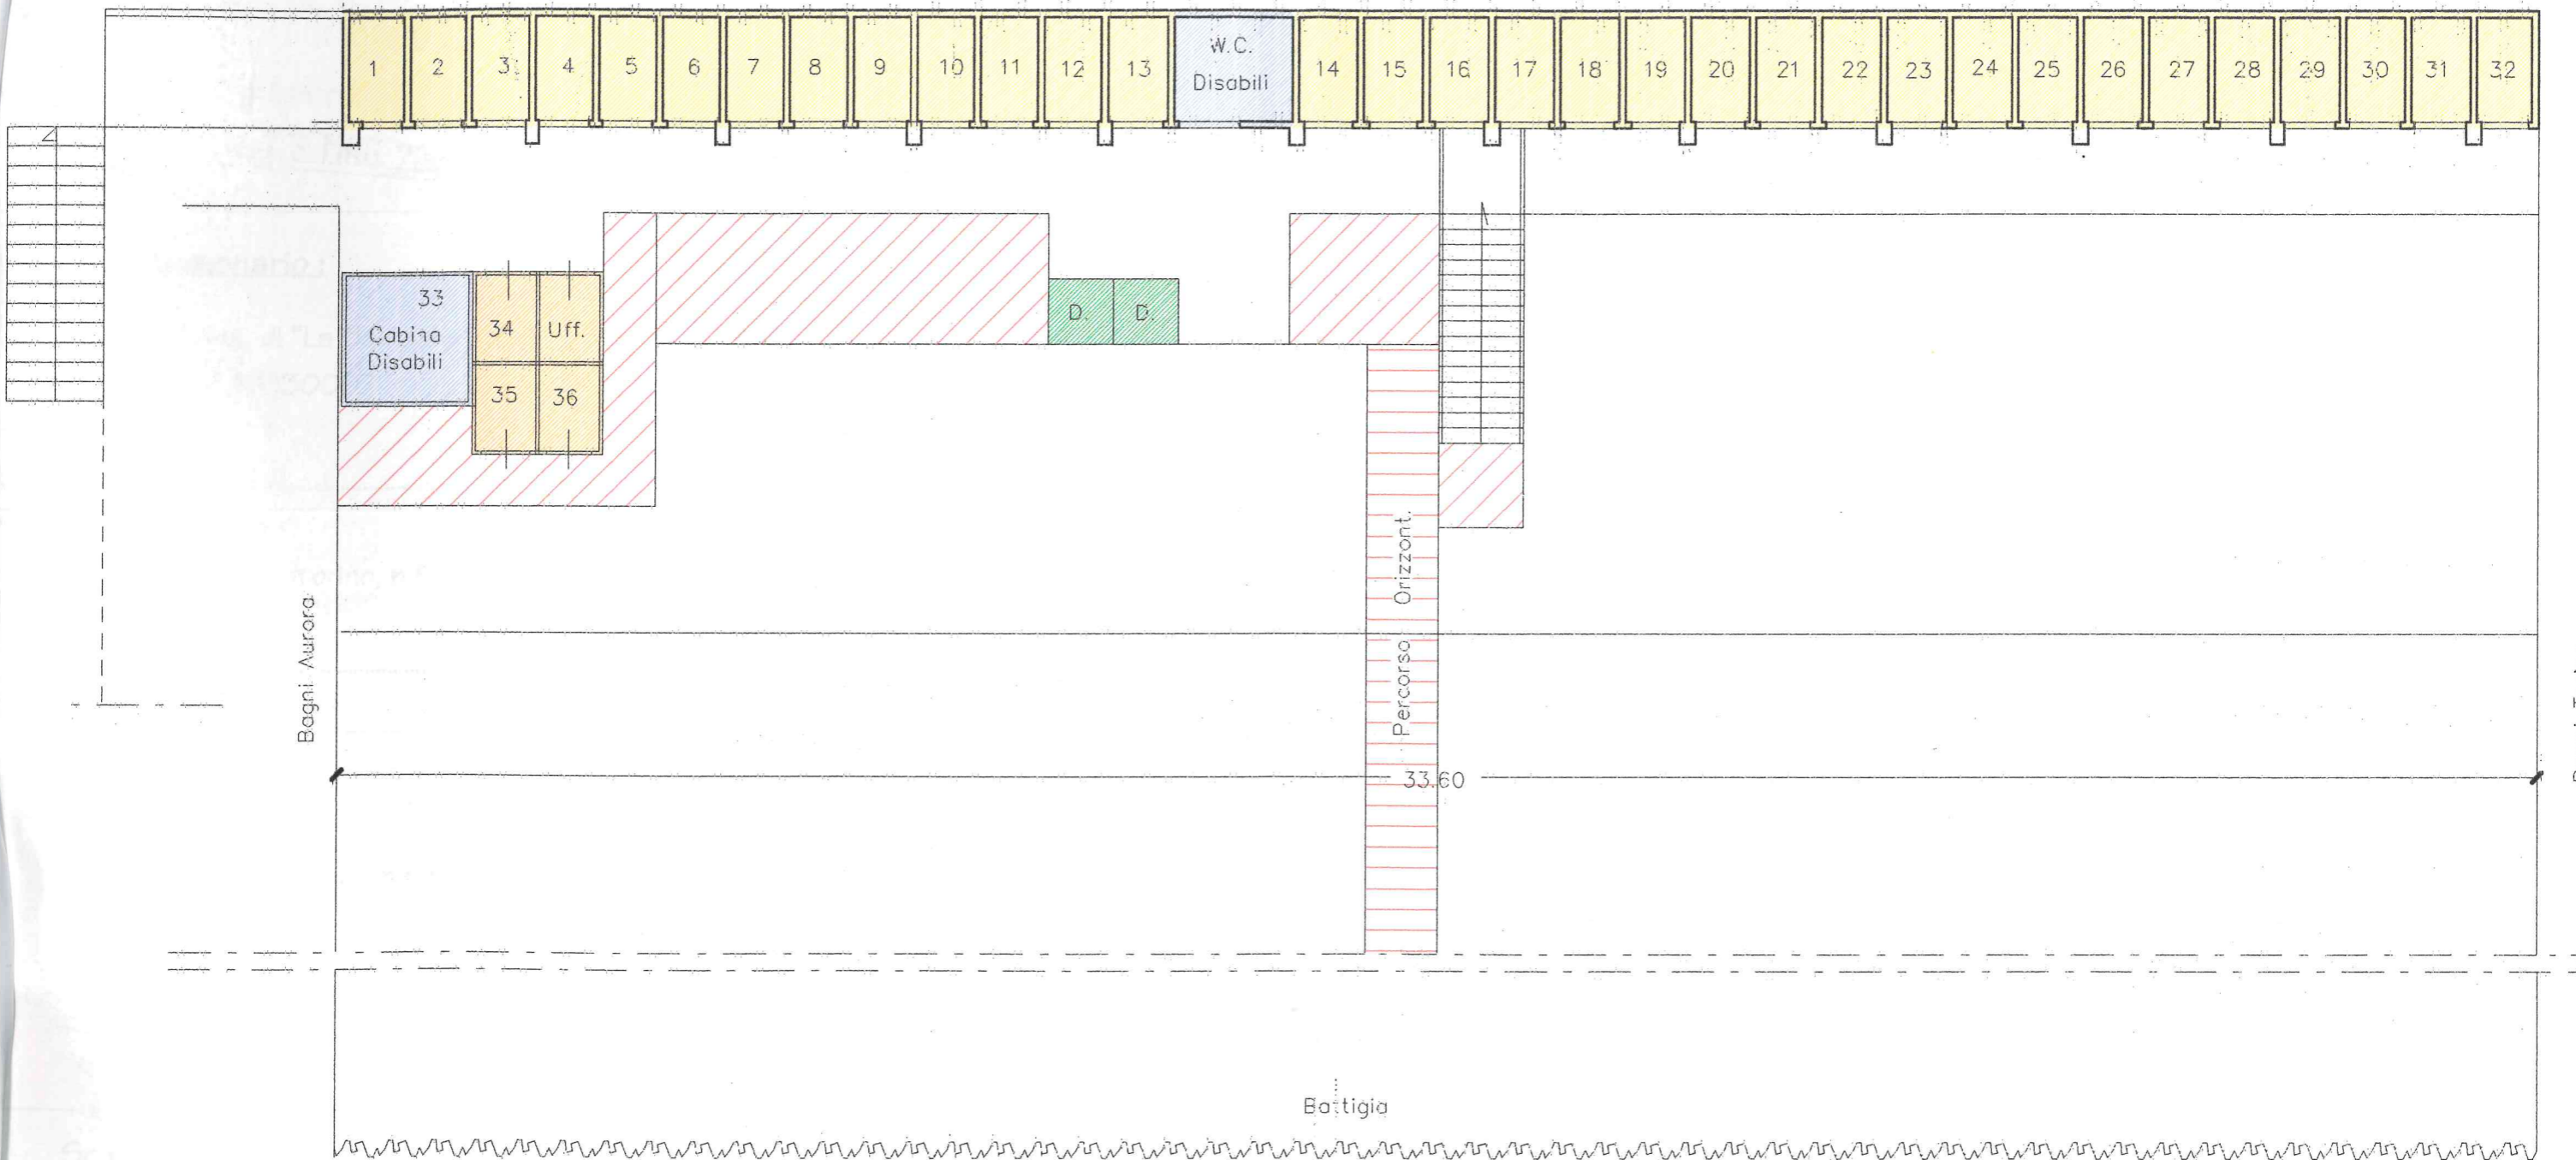 1 2 3 4 5 6 7 8 9 10 11 12 13
W.C.
Disabili
14 15 16 17 18 19 20 21 22 23 24 25 26 27 28 29 30 31 32
33
Cabina
Disabili
34
Uff.
35
36
D.
D.
Bagni Aurora
Percorso Orizzont.
33.60
Battigia